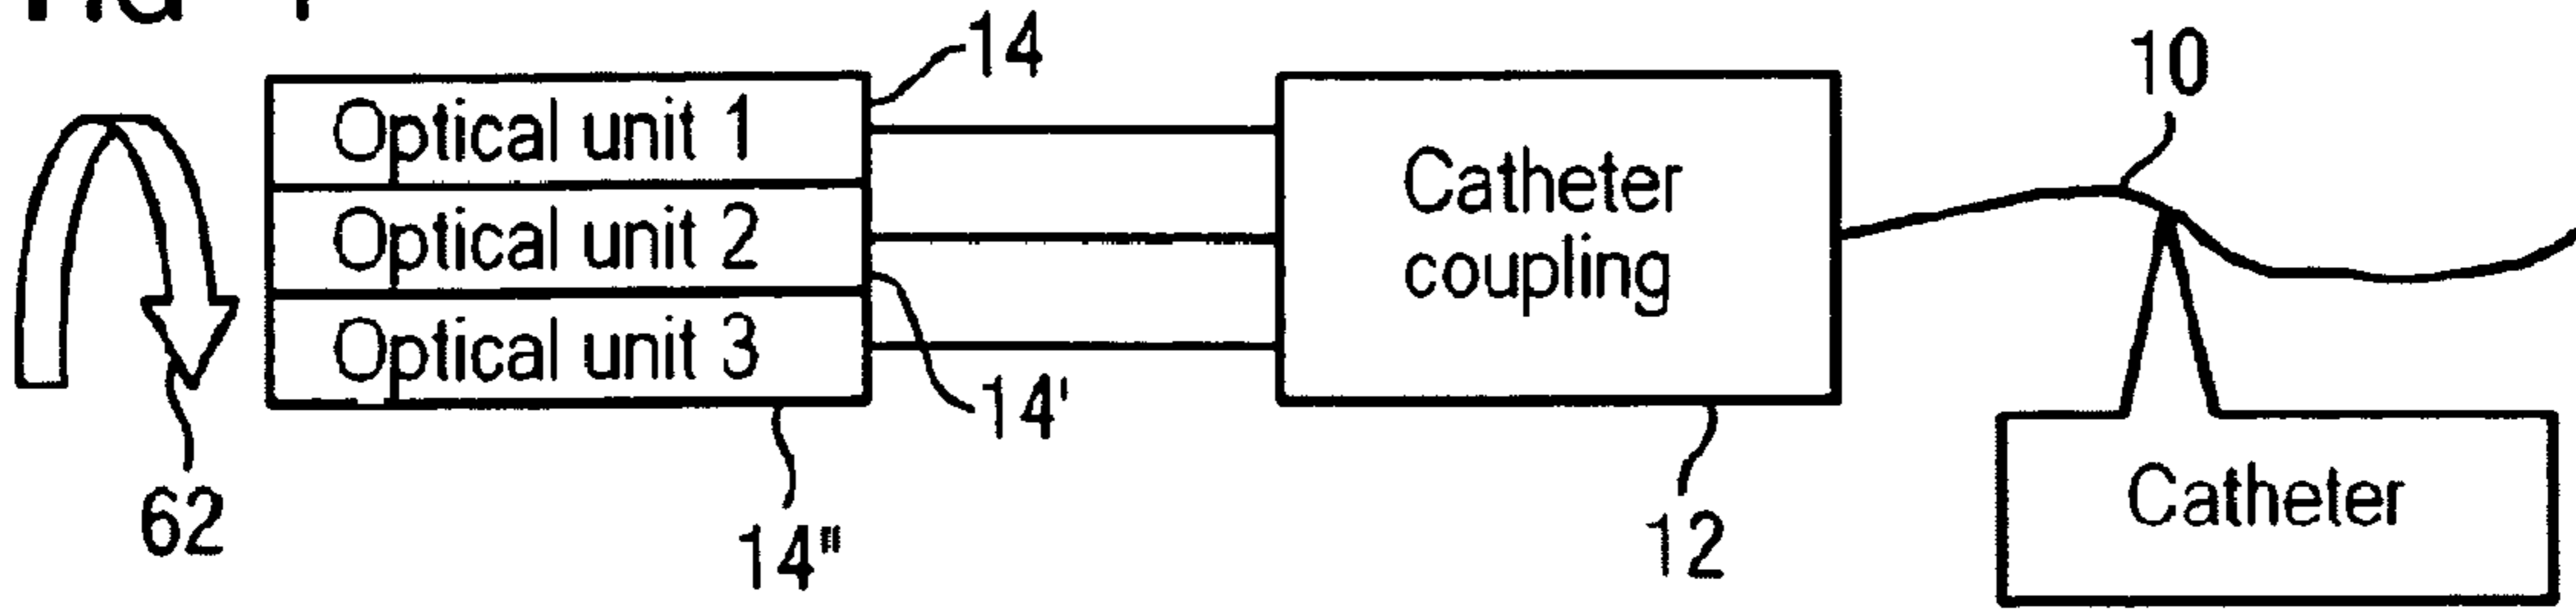 14
10
Optical unit 1
Optical unit 2
Optical unit 3
Catheter
coupling
14'
62
14"
12
Catheter